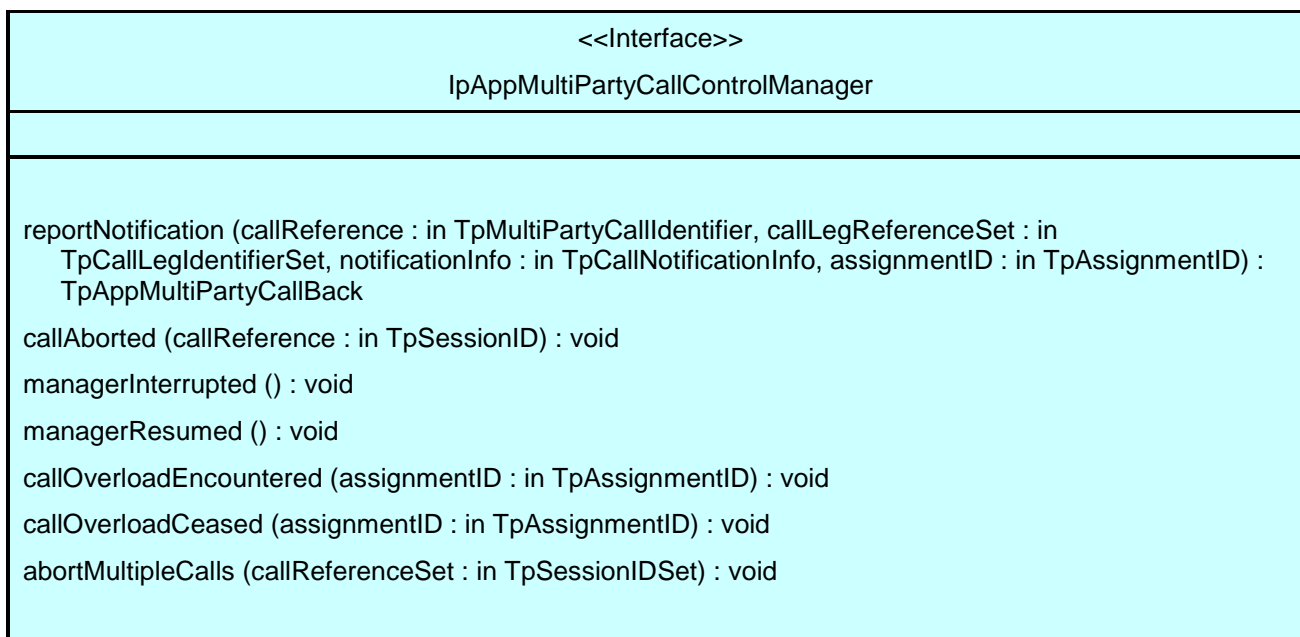 <<Interface>>
IpAppMultiPartyCallControlManager
reportNotification (callReference : in TpMultiPartyCallIdentifier, callLegReferenceSet : in
TpCallLegIdentifierSet, notificationInfo : in TpCallNotificationInfo, assignmentID : in TpAssignmentID) :
TpAppMultiPartyCallBack
callAborted (callReference : in TpSessionID) : void
managerInterrupted () : void
managerResumed () : void
callOverloadEncountered (assignmentID : in TpAssignmentID) : void
callOverloadCeased (assignmentID : in TpAssignmentID) : void
abortMultipleCalls (callReferenceSet : in TpSessionIDSet) : void